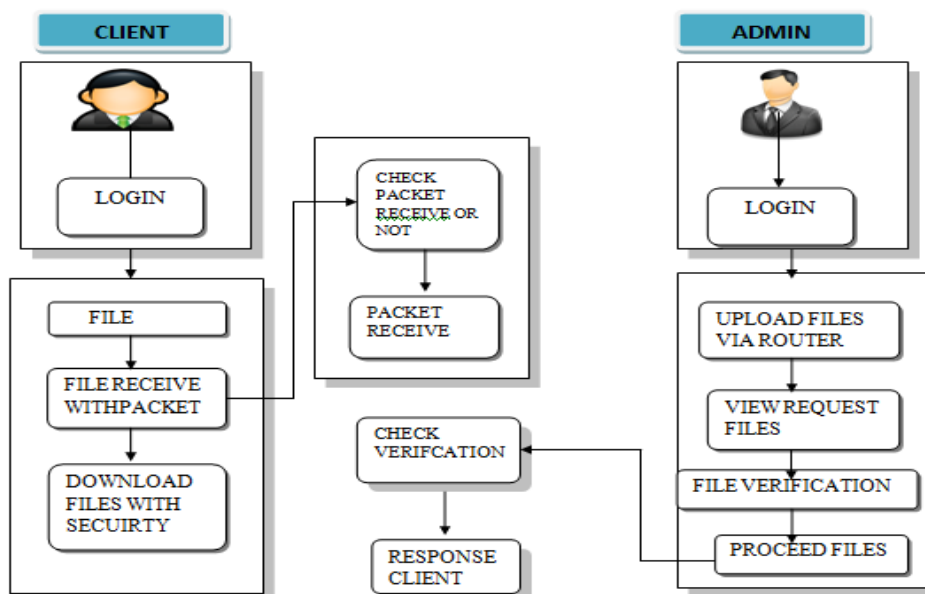 CLIENT
LOGIN
FILE
FILE RECEIVE
WITHPACKET
DOWNLOAD
FILES WITH
SECUIRTY
CHECK
PACKET
RECEIVE OR
NOT
PACKET
RECEIVE
CHECK
VERIFCATION
RESPONSE
CLIENT
ADMIN
LOGIN
UPLOAD FILES
VIA ROUTER
VIEW REQUEST
FILES
FILE VERIFICATION
PROCEED FILES